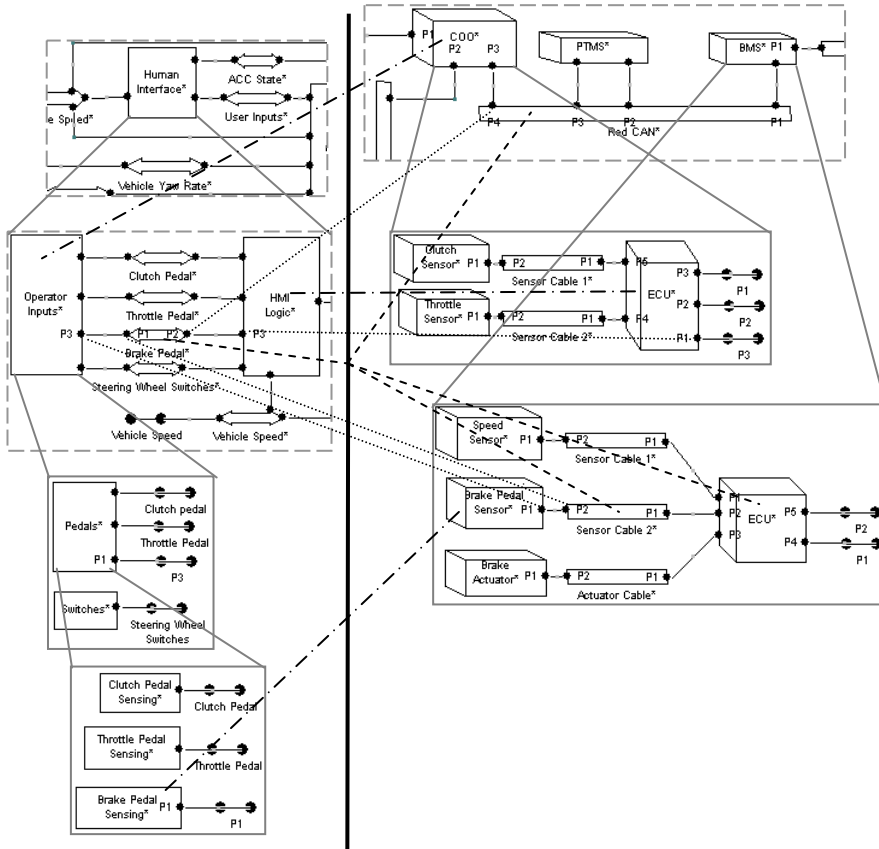 Human
Interface*
ACC State*
User Inputs*
e Speed*
Vehicle Yaw Rate*
Operator
Inputs*
P3
Clutch Pedal*
Throttle Pedal*
P1 P2
Brake Pedal*
Steering Wheel Switches*
Vehicle Speed
Vehicle Speed*
HMI
Logic*
P3
Pedals*
P1
Clutch pedal
Throttle Pedal
P3
Switches*
Steering Wheel
Switches
Clutch Pedal
Sensing*
Clutch Pedal
Throttle Pedal
Sensing*
Throttle Pedal
Brake Pedal
Sensing*
P1
P1
COO*
P1
P2 P3
PTMS*
BMS*
P1
P4 P3 P2 P1
Red CAN*
Clutch
Sensor*
P1
P2 P1
Sensor Cable 1*
Throttle
Sensor*
P1
P2 P1
Sensor Cable 2*
P5
P4
ECU*
P3
P2
P1
P1
P2
P3
Speed
Sensor*
P1
P2 P1
Sensor Cable 1*
Brake Pedal
Sensor*
P1
P2 P1
Sensor Cable 2*
Brake
Actuator*
P1
P2 P1
Actuator Cable*
P1
P2
P3
ECU*
P5
P4
P2
P1